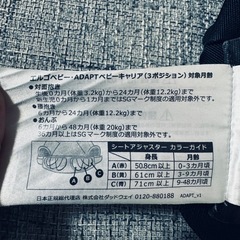 エルゴベビー・ADAPTベビーキャリア(3ポジション)対象月齢
・対面抱き
生後0カ月(体重3.2kg)から24カ月(体重12.2kg)まで
※生後0カ月から1カ月まではSGマーク制度の適用対象外です。
・腰抱き
6カ月から24カ月(体重12.2kg)まで
・おんぶ
6カ月から48カ月(体重20kg)まで
36カ月以上はSGマーク制度の適用対象外です。
シートアジャスター カラーガイド
身長 月齢
A(赤) 50.8cm以上 0-3カ月頃
B(青) 61cm以上 3-9カ月頃
C(青) 71cm以上 9-48カ月頃
A B C
日本正規総代理店 ダッドウェイ 0120-880188 ADAPT_v1